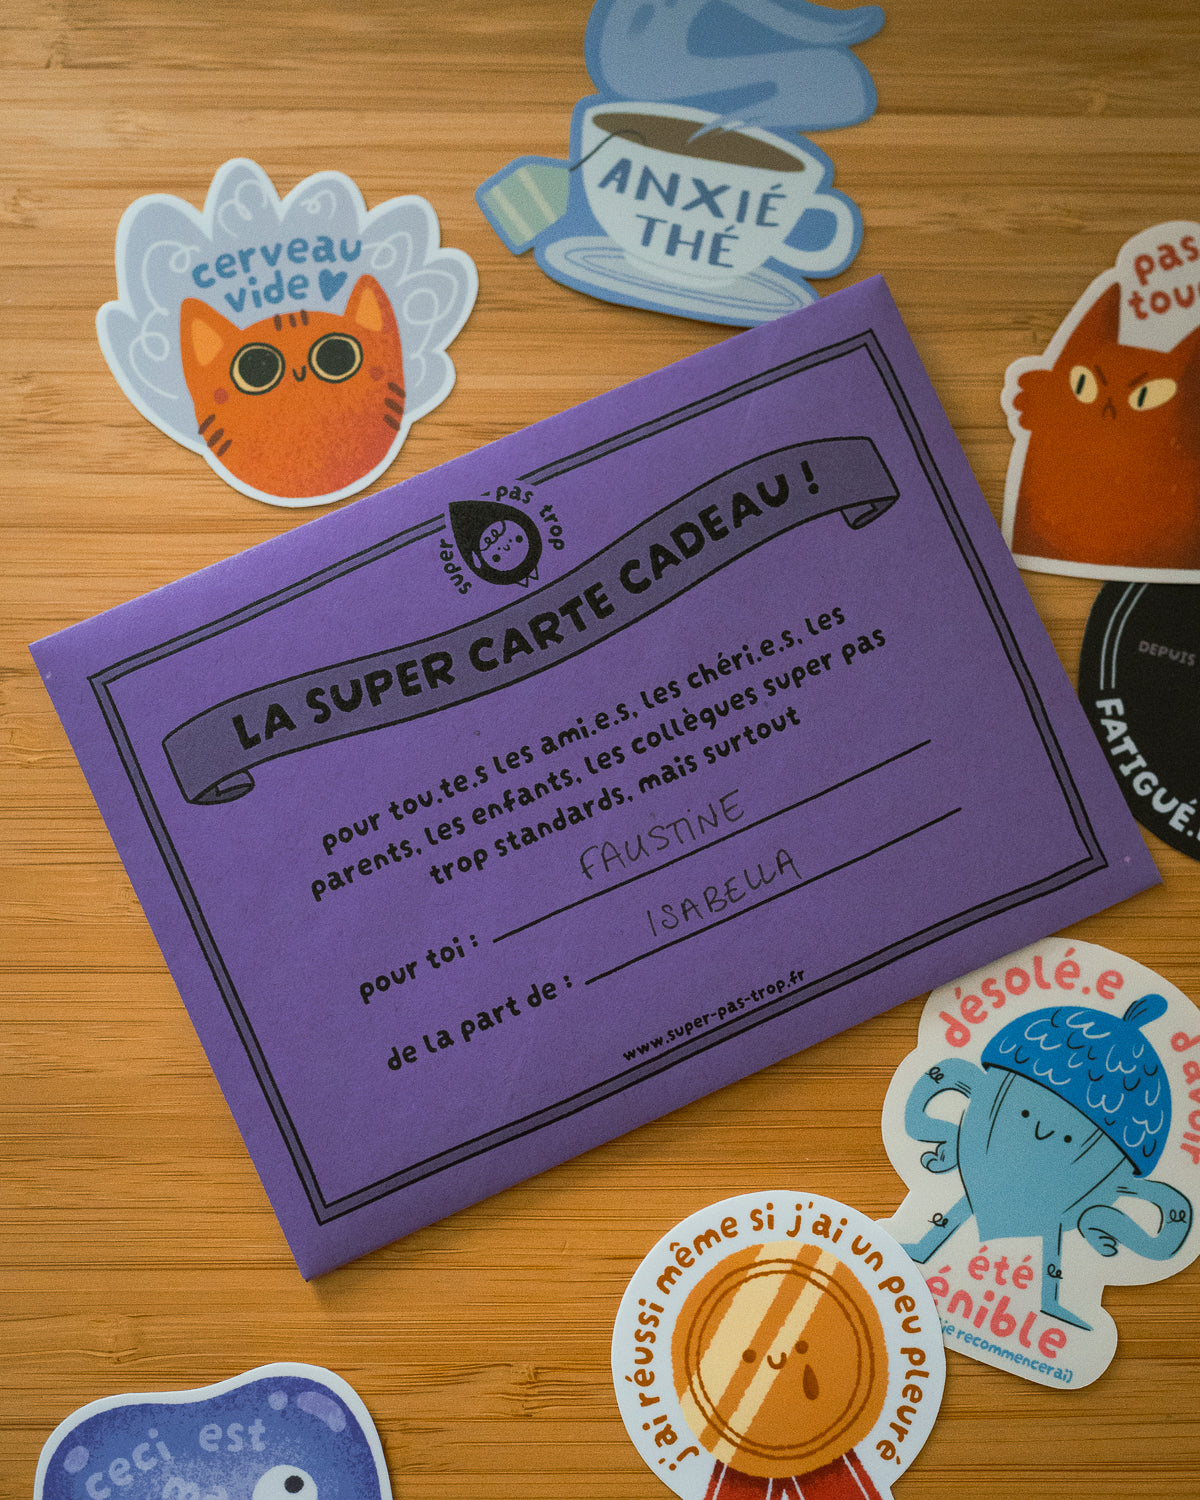 ANXIÉ
THÉ
cerveau
vide
pas
DEPUIS
FATIGUÉ.
super pas trop
LA SUPER CARTE CADEAU !
pour tou.te.s les ami.e.s, les chéri.e.s, les
parents, les enfants, les collègues super pas
trop standards, mais surtout
pour toi : FAUSTINE
de la part de : ISABELLA
www.super-pas-trop.fr
désolé.e
d'avoir
été
énible
(je recommencerai)
j'ai réussi même si j'ai un peu pleuré
ceci est
ma